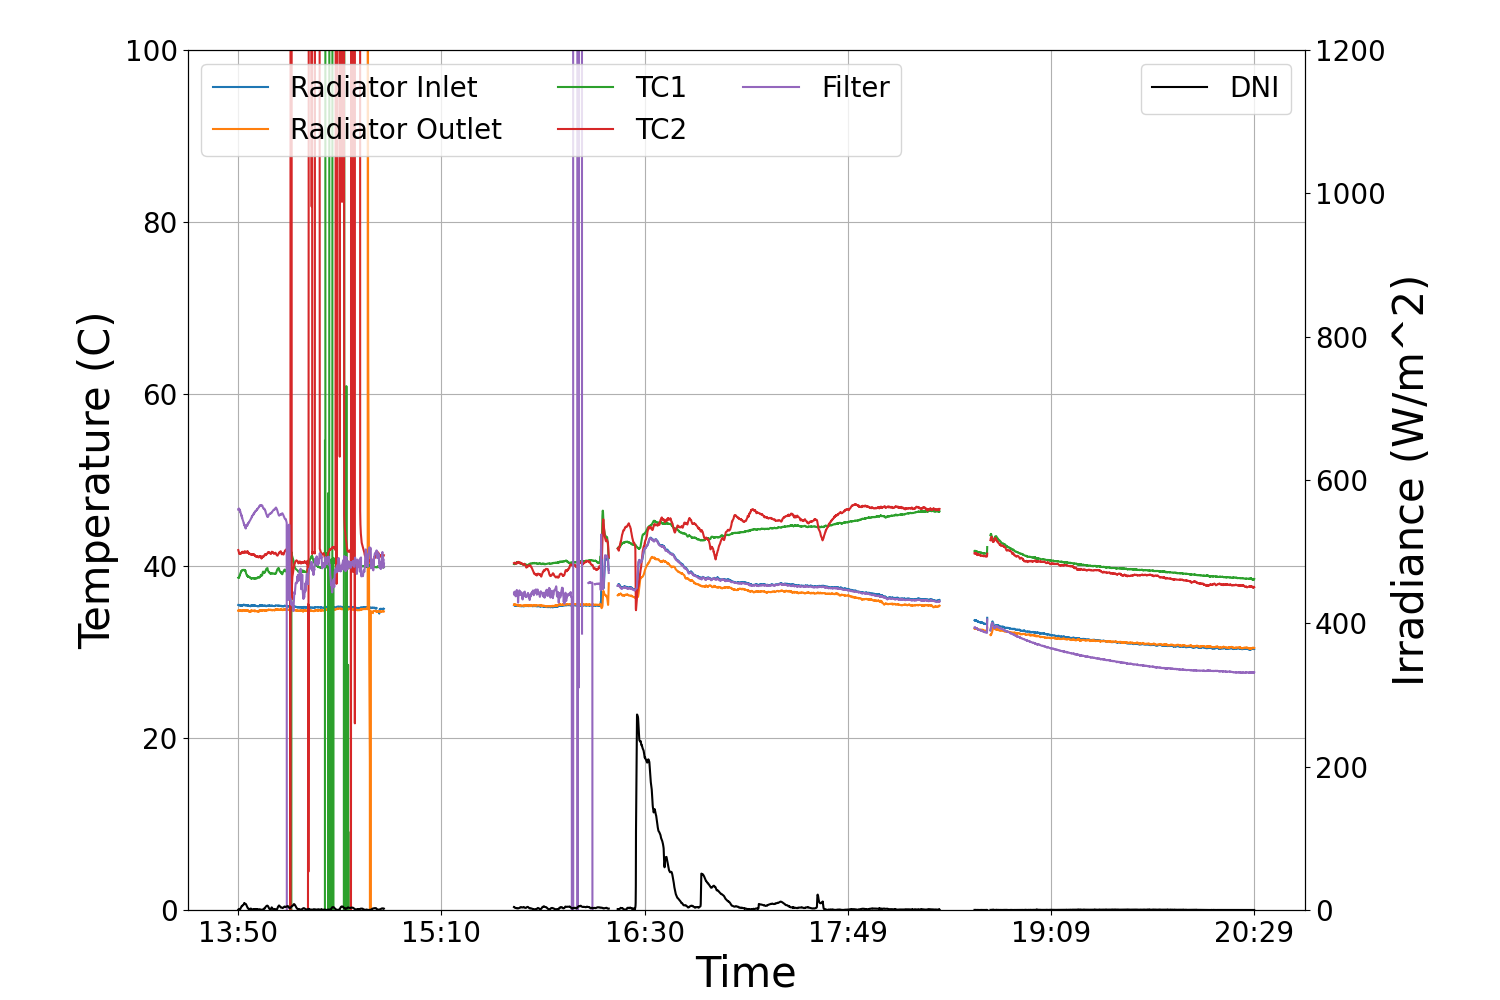 100
80
60
40
20
0
Temperature (C)
Radiator Inlet
Radiator Outlet
TC1
TC2
Filter
DNI
1200
1000
800
600
400
200
0
Irradiance (W/m^2)
13:50 15:10 16:30 17:49 19:09 20:29
Time